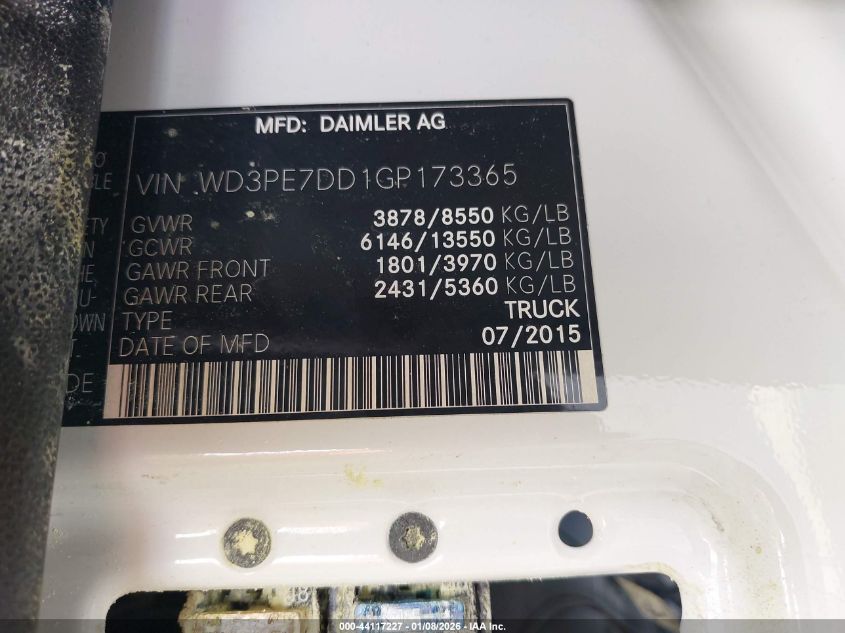 MFD: DAIMLER AG
VIN WD3PE7DD1GP173365
GVWR 3878/8550 KG/LB
GCWR 6146/13550 KG/LB
GAWR FRONT 1801/3970 KG/LB
GAWR REAR 2431/5360 KG/LB
TYPE TRUCK
DATE OF MFD 07/2015
000-44117227 - 01/08/2026 - IAA Inc.